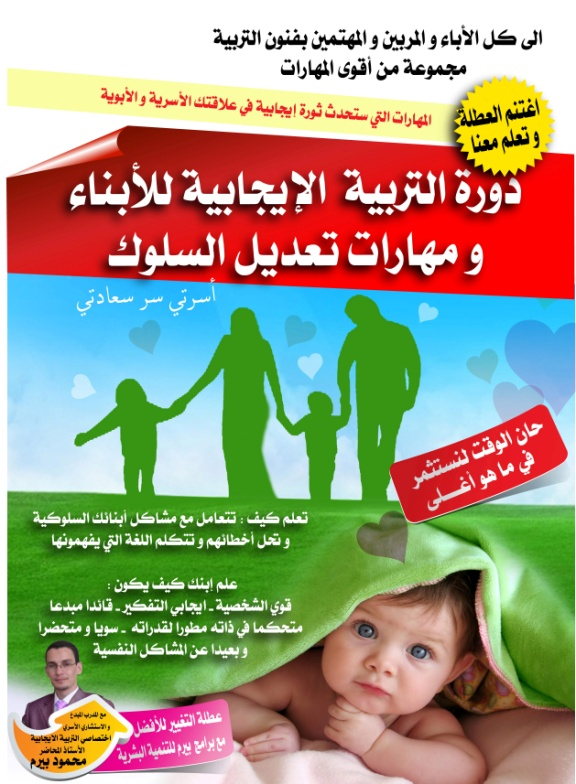 الى كل الأباء و المربين و المهتمين بفنون التربية
مجموعة من أقوى المهارات
اغتنم العطلة
و تعلم معنا
المهارات التي ستحدث ثورة إيجابية في علاقتك الأسرية و الأبوية
دورة التربية الإيجابية للأبناء
و مهارات تعديل السلوك
أسرتي سر سعادتي
حان الوقت لنستثمر
في ما هو أغلى
تعلم كيف : تتعامل مع مشاكل أبنائك السلوكية
و تحل أخطائهم و تتكلم اللغة التي يفهمونها
علم إبنك كيف يكون :
قوي الشخصية - ايجابي التفكير - قائدا مبدعا
متحكما في ذاته مطورا لقدراته - سويا و متحضرا
و بعيدا عن المشاكل النفسية
مع المدرب المبدع
و الاستشاري الأسري
اختصاصي التربية الايجابية
الأستاذ المحاضر
محمود بيرم
عطلة التغيير للأفضل
مع برامج بيرم للتنمية البشرية